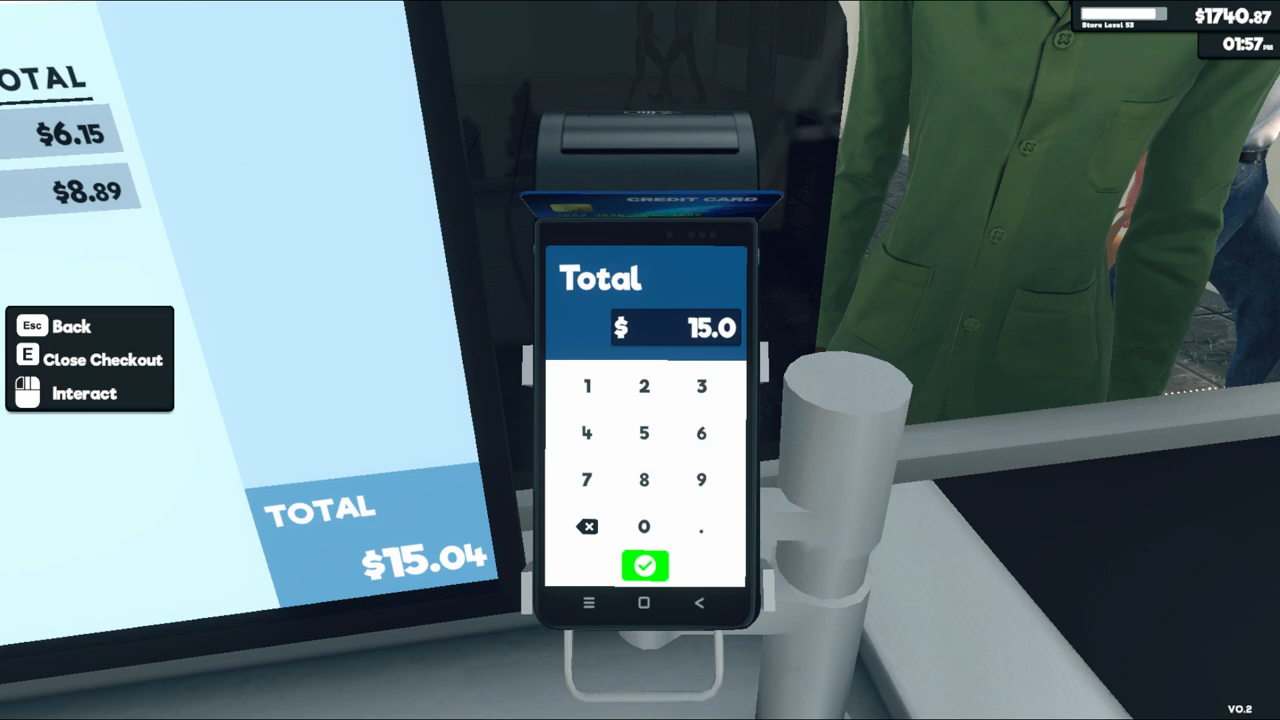 $1740.87
Store Level 53
01:57PM
OTAL
$6.15
$8.89
CREDIT CARD
Total
$ 15.0
1 2 3
4 5 6
7 8 9
0 .
Esc Back
E Close Checkout
Interact
TOTAL
$15.04
V0.2